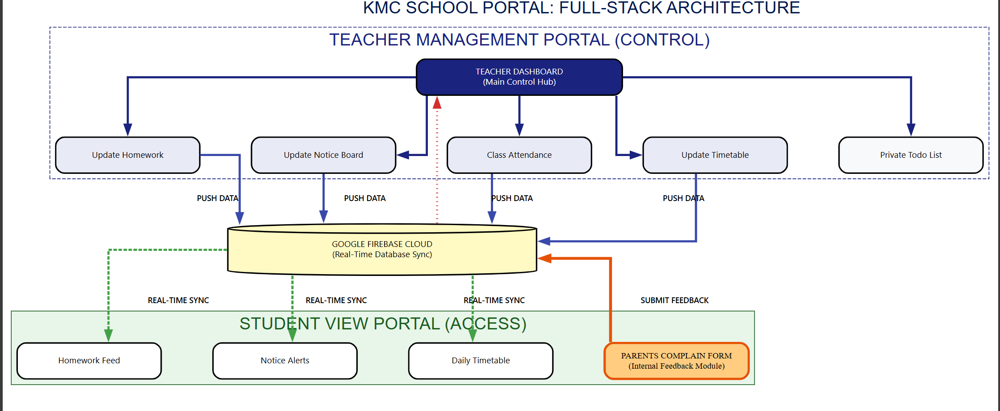 KMC SCHOOL PORTAL: FULL-STACK ARCHITECTURE
TEACHER MANAGEMENT PORTAL (CONTROL)
TEACHER DASHBOARD
(Main Control Hub)
Update Homework
Update Notice Board
Class Attendance
Update Timetable
Private Todo List
PUSH DATA
PUSH DATA
PUSH DATA
PUSH DATA
GOOGLE FIREBASE CLOUD
(Real-Time Database Sync)
REAL-TIME SYNC
REAL-TIME SYNC
REAL-TIME SYNC
SUBMIT FEEDBACK
STUDENT VIEW PORTAL (ACCESS)
Homework Feed
Notice Alerts
Daily Timetable
PARENTS COMPLAIN FORM
(Internal Feedback Module)